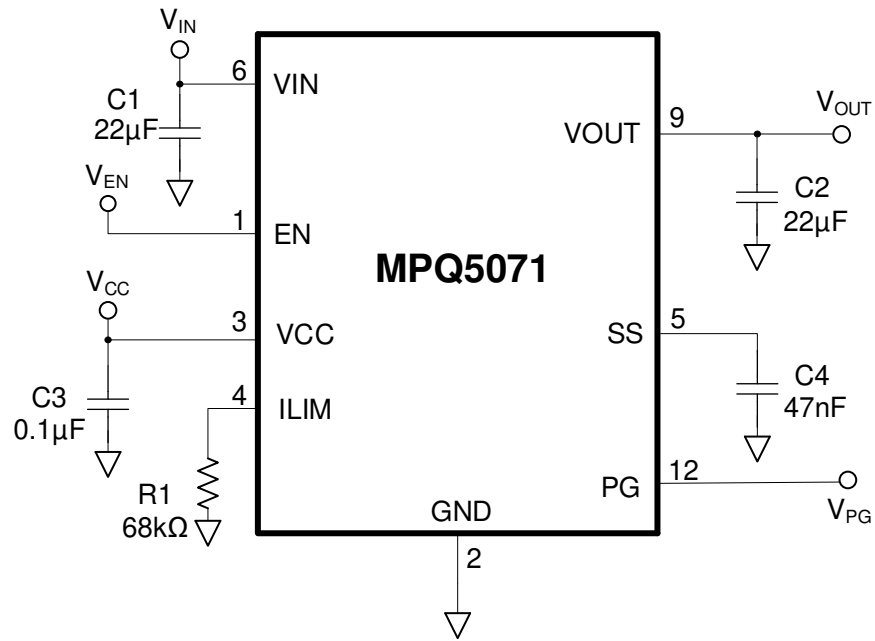 VIN
6
VIN
C1
22µF
VOUT
9
VOUT
C2
22µF
VEN
1
EN
MPQ5071
VCC
3
VCC
SS
5
C3
0.1µF
C4
47nF
4
ILIM
R1
68kΩ
PG
12
VPG
GND
2